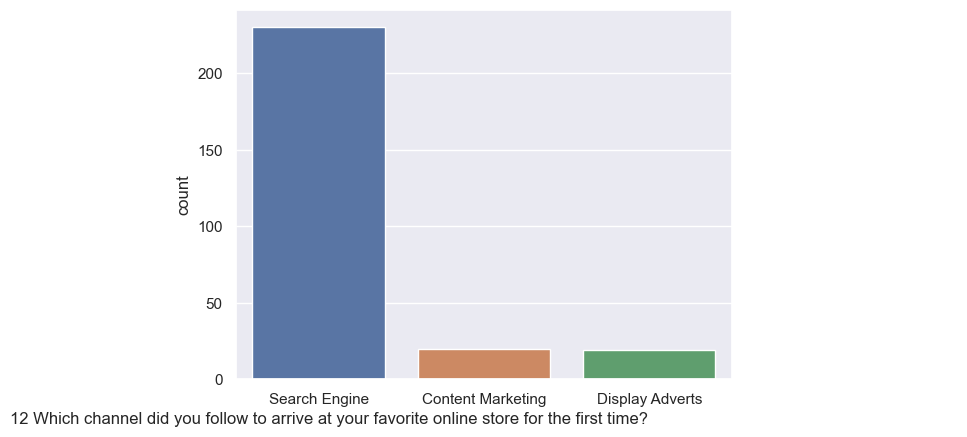 200
150
100
50
0
count
Search Engine Content Marketing Display Adverts
12 Which channel did you follow to arrive at your favorite online store for the first time?